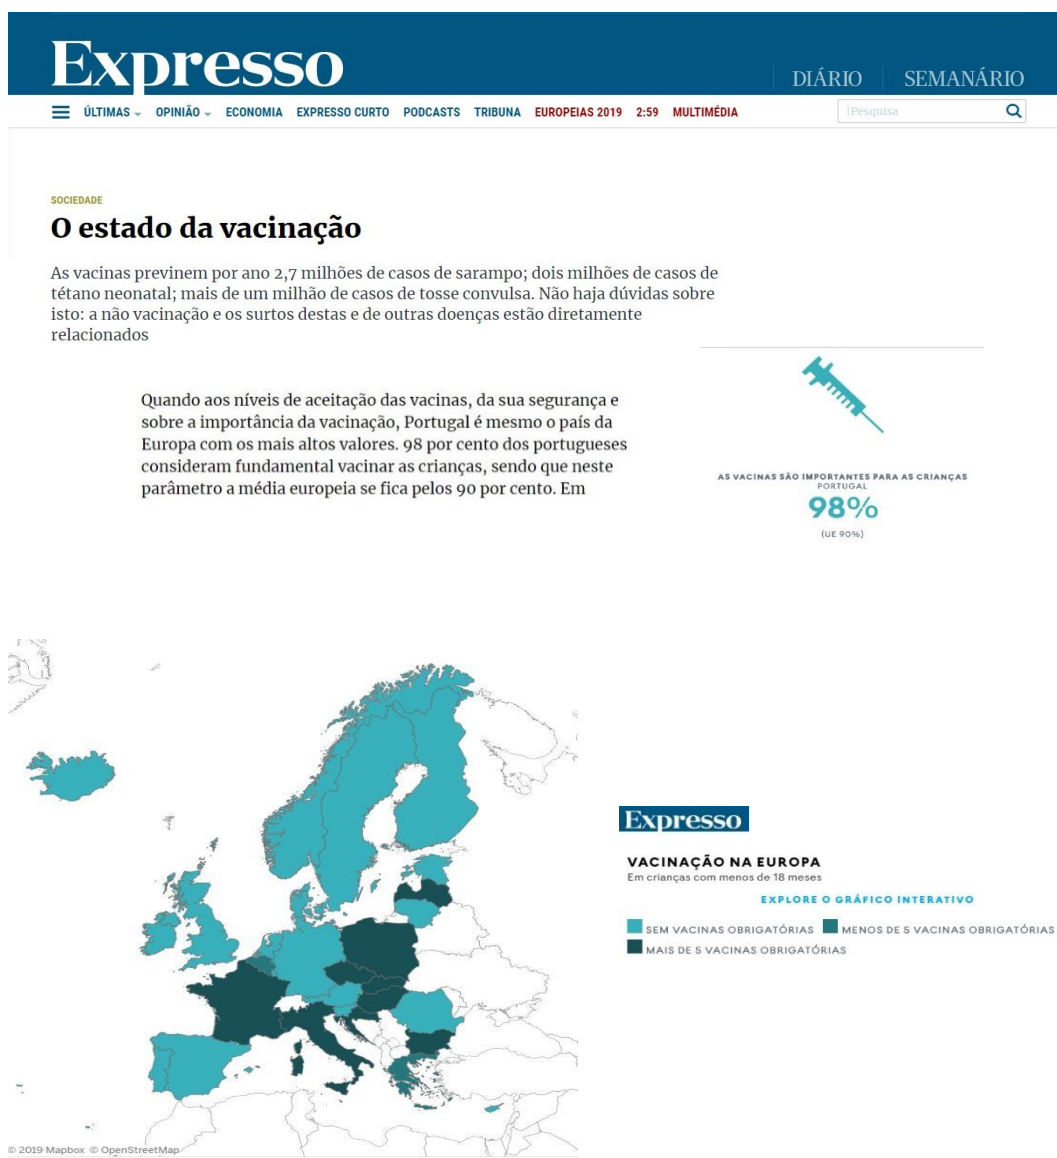 Expresso
DIÁRIO SEMANÁRIO
ÚLTIMAS OPINIÃO ECONOMIA EXPRESSO CURTO PODCASTS TRIBUNA EUROPEIAS 2019 2:59 MULTIMÉDIA Pesquisa
SOCIEDADE
O estado da vacinação
As vacinas previnem por ano 2,7 milhões de casos de sarampo; dois milhões de casos de
tétano neonatal; mais de um milhão de casos de tosse convulsa. Não haja dúvidas sobre
isto: a não vacinação e os surtos destas e de outras doenças estão diretamente
relacionados
Quando aos níveis de aceitação das vacinas, da sua segurança e
sobre a importância da vacinação, Portugal é mesmo o país da
Europa com os mais altos valores. 98 por cento dos portugueses
consideram fundamental vacinar as crianças, sendo que neste
parâmetro a média europeia se fica pelos 90 por cento. Em
AS VACINAS SÃO IMPORTANTES PARA AS CRIANÇAS
PORTUGAL
98%
(UE 90%)
Expresso
VACINAÇÃO NA EUROPA
Em crianças com menos de 18 meses
EXPLORE O GRÁFICO INTERATIVO
SEM VACINAS OBRIGATÓRIAS MENOS DE 5 VACINAS OBRIGATÓRIAS
MAIS DE 5 VACINAS OBRIGATÓRIAS
© 2019 Mapbox © OpenStreetMap